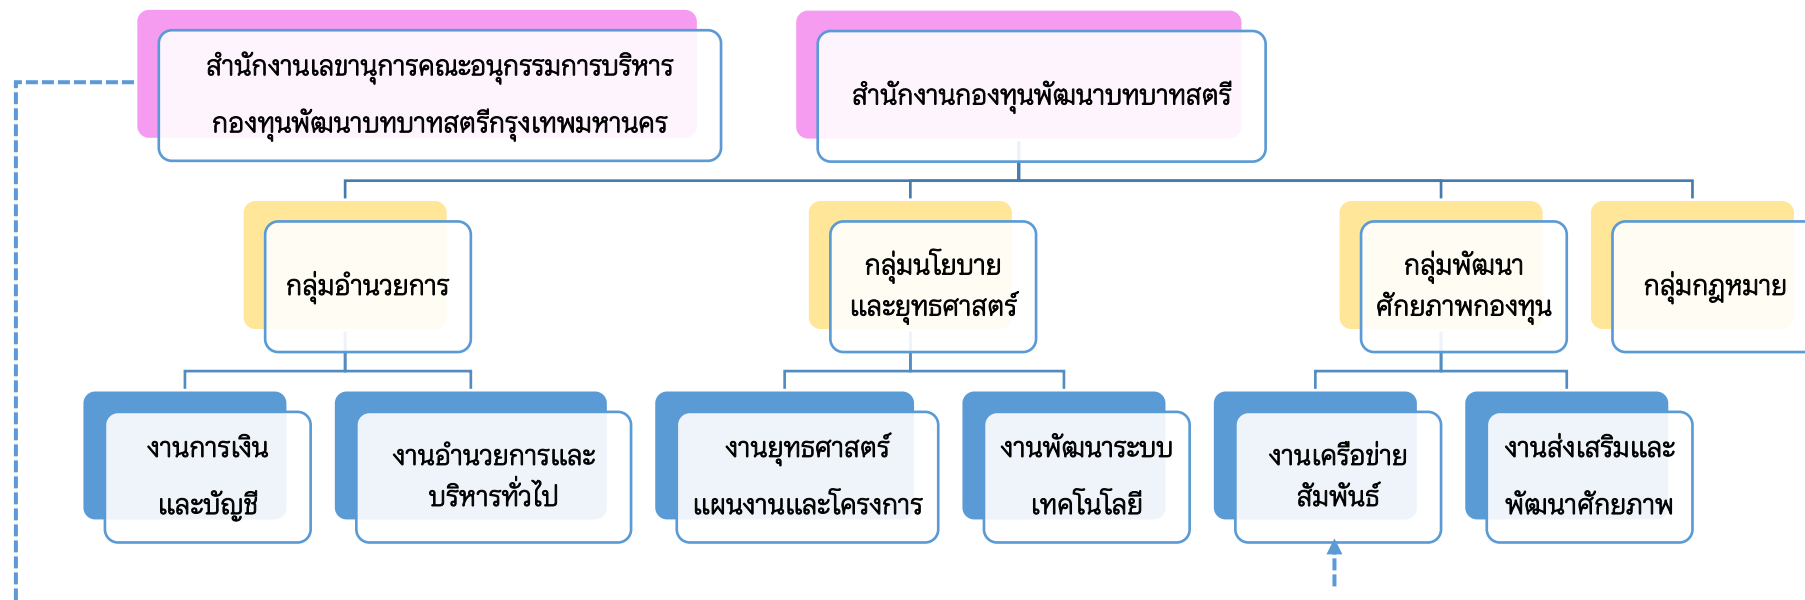 สำนักงานเลขานุการคณะอนุกรรมการบริหาร
กองทุนพัฒนาบทบาทสตรีกรุงเทพมหานคร
สำนักงานกองทุนพัฒนาบทบาทสตรี
กลุ่มอำนวยการ
กลุ่มนโยบาย
และยุทธศาสตร์
กลุ่มพัฒนา
ศักยภาพกองทุน
กลุ่มกฎหมาย
งานการเงิน
และบัญชี
งานอำนวยการและ
บริหารทั่วไป
งานยุทธศาสตร์
แผนงานและโครงการ
งานพัฒนาระบบ
เทคโนโลยี
งานเครือข่าย
สัมพันธ์
งานส่งเสริมและ
พัฒนาศักยภาพ